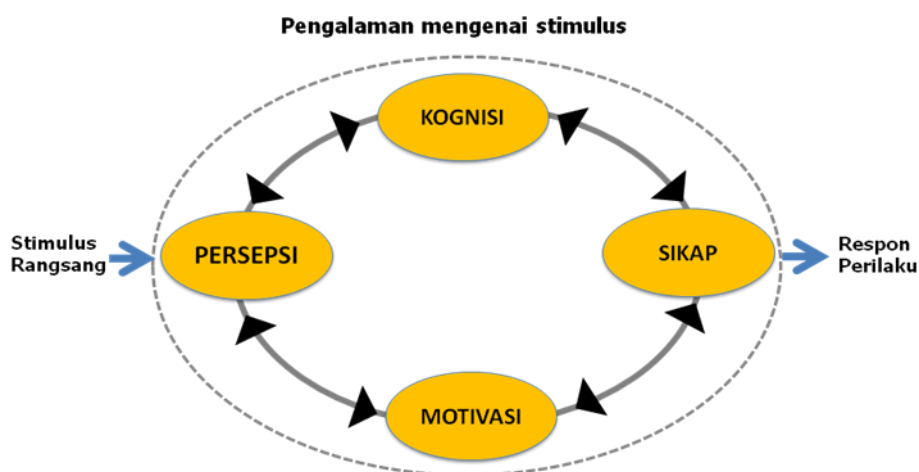 Pengalaman mengenai stimulus
KOGNISI
Stimulus
Rangsang
PERSEPSI
SIKAP
Respon
Perilaku
MOTIVASI